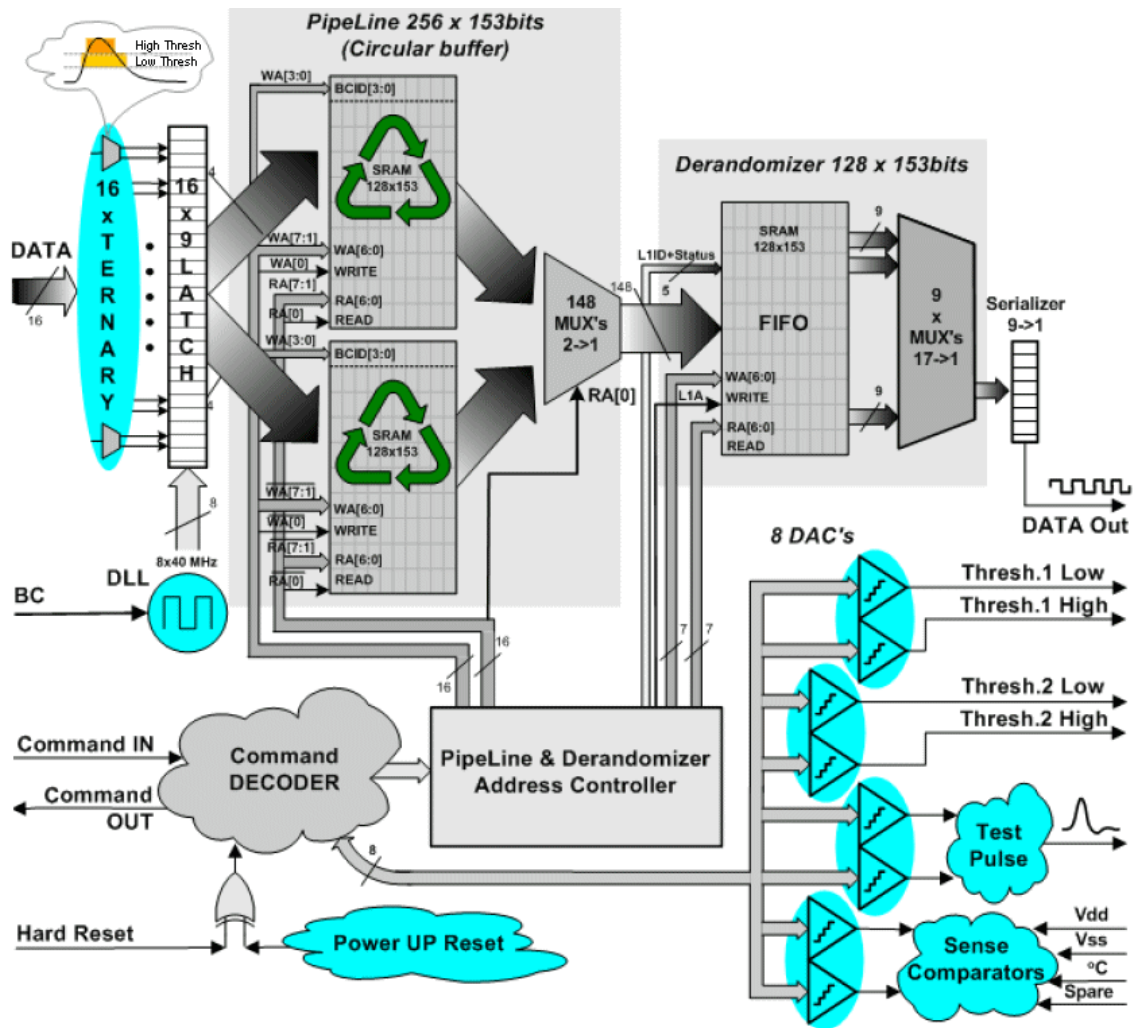 PipeLine 256 x 153bits
(Circular buffer)
High Thresh
Low Thresh
WA[3:0]
BCID[3:0]
SRAM
128x153
4
16 x TERNARY
16 x 9 LATCH
DATA
16
WA[7:1]
WA[6:0]
WA[0]
WRITE
RA[7:1]
RA[6:0]
RA[0]
READ
WA[3:0]
BCID[3:0]
SRAM
128x153
4
WA[7:1]
WA[6:0]
WA[0]
WRITE
RA[7:1]
RA[6:0]
RA[0]
READ
148
MUX's
2->1
RA[0]
148
Derandomizer 128 x 153bits
L1ID+Status
5
SRAM
128x153
FIFO
WA[6:0]
L1A
WRITE
RA[6:0]
READ
9
9
9
x
MUX's
17->1
Serializer
9->1
DATA Out
8
8x40 MHz
DLL
BC
16
16
7
7
8 DAC's
Thresh.1 Low
Thresh.1 High
Thresh.2 Low
Thresh.2 High
Command IN
Command
OUT
Command
DECODER
PipeLine & Derandomizer
Address Controller
8
Test
Pulse
Hard Reset
Power UP Reset
Sense
Comparators
Vdd
Vss
°C
Spare